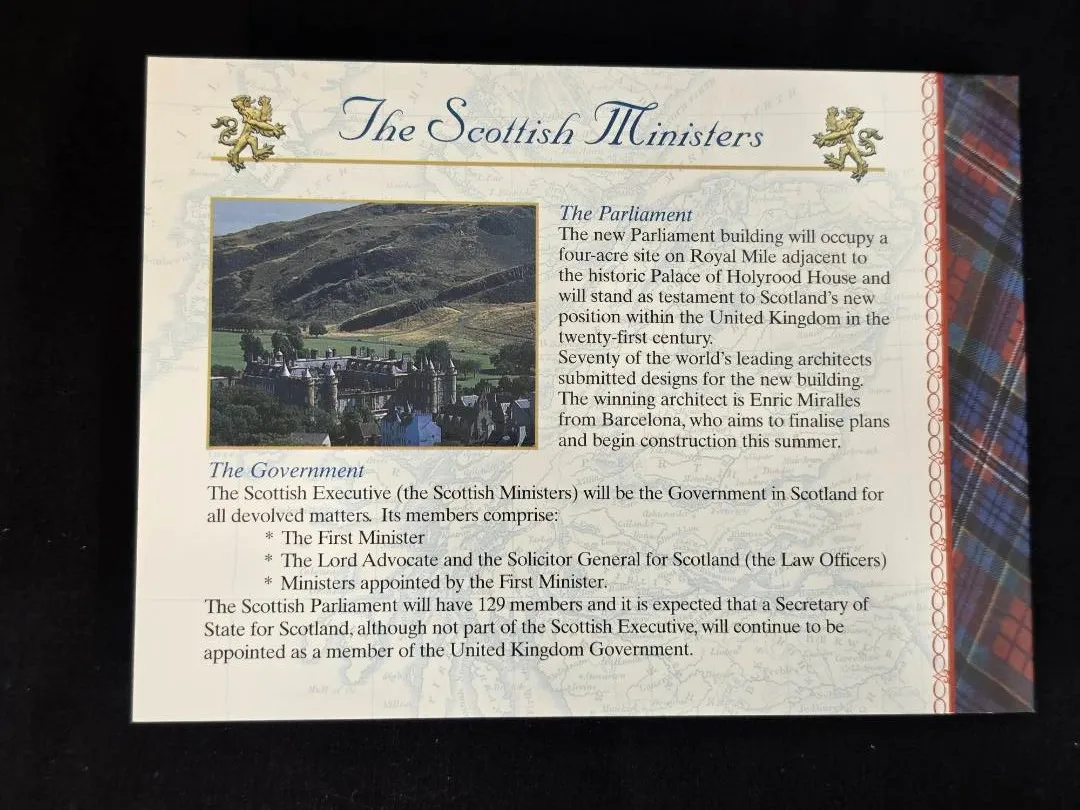 The Scottish Ministers
The Parliament
The new Parliament building will occupy a
four-acre site on Royal Mile adjacent to
the historic Palace of Holyrood House and
will stand as testament to Scotland's new
position within the United Kingdom in the
twenty-first century.
Seventy of the world's leading architects
submitted designs for the new building.
The winning architect is Enric Miralles
from Barcelona, who aims to finalise plans
and begin construction this summer.
The Government
The Scottish Executive (the Scottish Ministers) will be the Government in Scotland for
all devolved matters. Its members comprise:
* The First Minister
* The Lord Advocate and the Solicitor General for Scotland (the Law Officers)
* Ministers appointed by the First Minister.
The Scottish Parliament will have 129 members and it is expected that a Secretary of
State for Scotland, although not part of the Scottish Executive, will continue to be
appointed as a member of the United Kingdom Government.